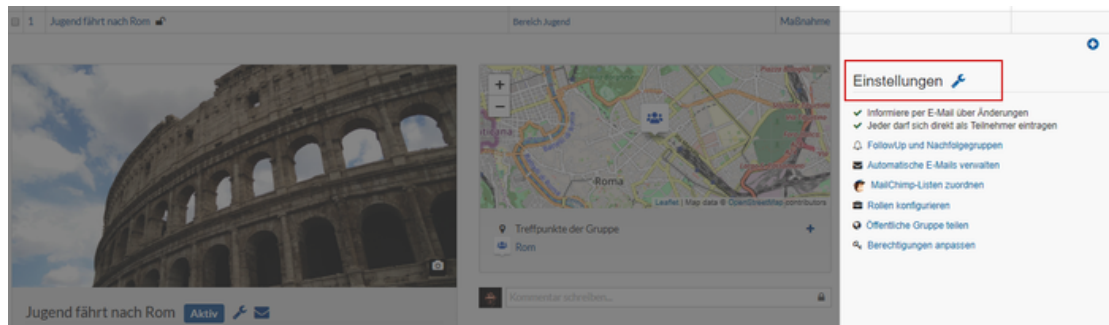 1 Jugend fährt nach Rom Bereich Jugend Maßnahme
Einstellungen
Informiere per E-Mail über Änderungen
Jeder darf sich direkt als Teilnehmer eintragen
FollowUp und Nachfolgegruppen
Automatische E-Mails verwalten
MailChimp-Listen zuordnen
Rollen konfigurieren
Öffentliche Gruppe teilen
Berechtigungen anpassen
+
−
Roma
Leaflet | Map data © OpenStreetMap contributors
Treffpunkte der Gruppe
Rom
Kommentar schreiben...
Jugend fährt nach Rom Aktiv